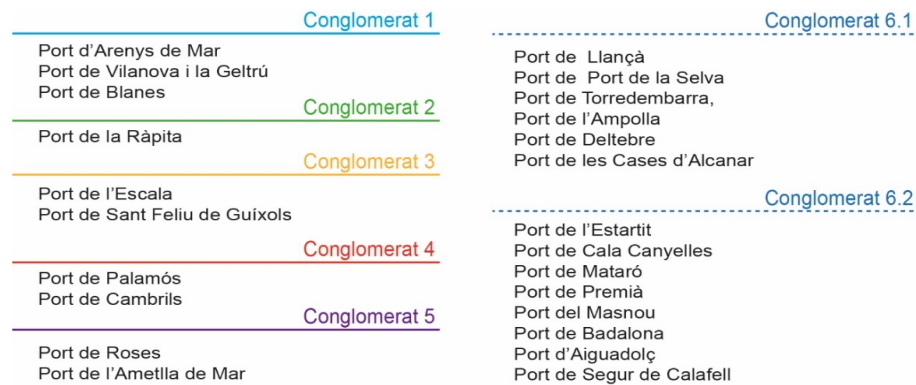 Conglomerat 1
Port d'Arenys de Mar
Port de Vilanova i la Geltrú
Port de Blanes
Conglomerat 2
Port de la Ràpita
Conglomerat 3
Port de l'Escala
Port de Sant Feliu de Guíxols
Conglomerat 4
Port de Palamós
Port de Cambrils
Conglomerat 5
Port de Roses
Port de l'Ametlla de Mar
Conglomerat 6.1
Port de Llançà
Port de Port de la Selva
Port de Torredembarra,
Port de l'Ampolla
Port de Deltebre
Port de les Cases d'Alcanar
Conglomerat 6.2
Port de l'Estartit
Port de Cala Canyelles
Port de Mataró
Port de Premià
Port del Masnou
Port de Badalona
Port d'Aiguadolç
Port de Segur de Calafell